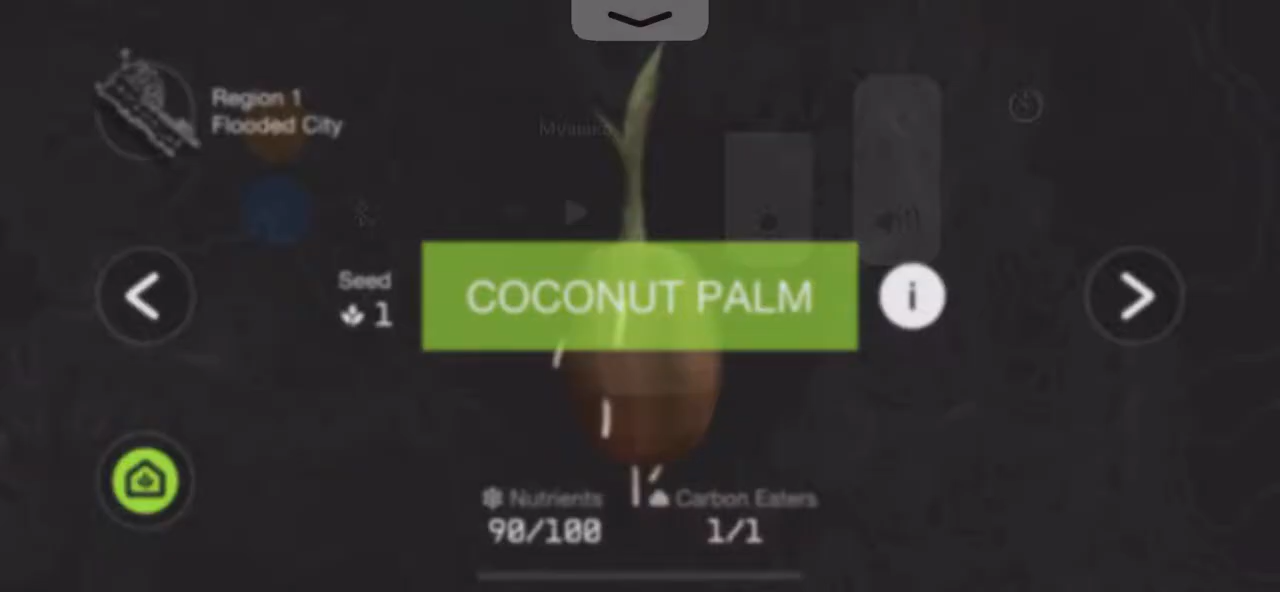 Region 1
Flooded City
Seed
1
COCONUT PALM
i
Nutrients
90/100
Carbon Eaters
1/1